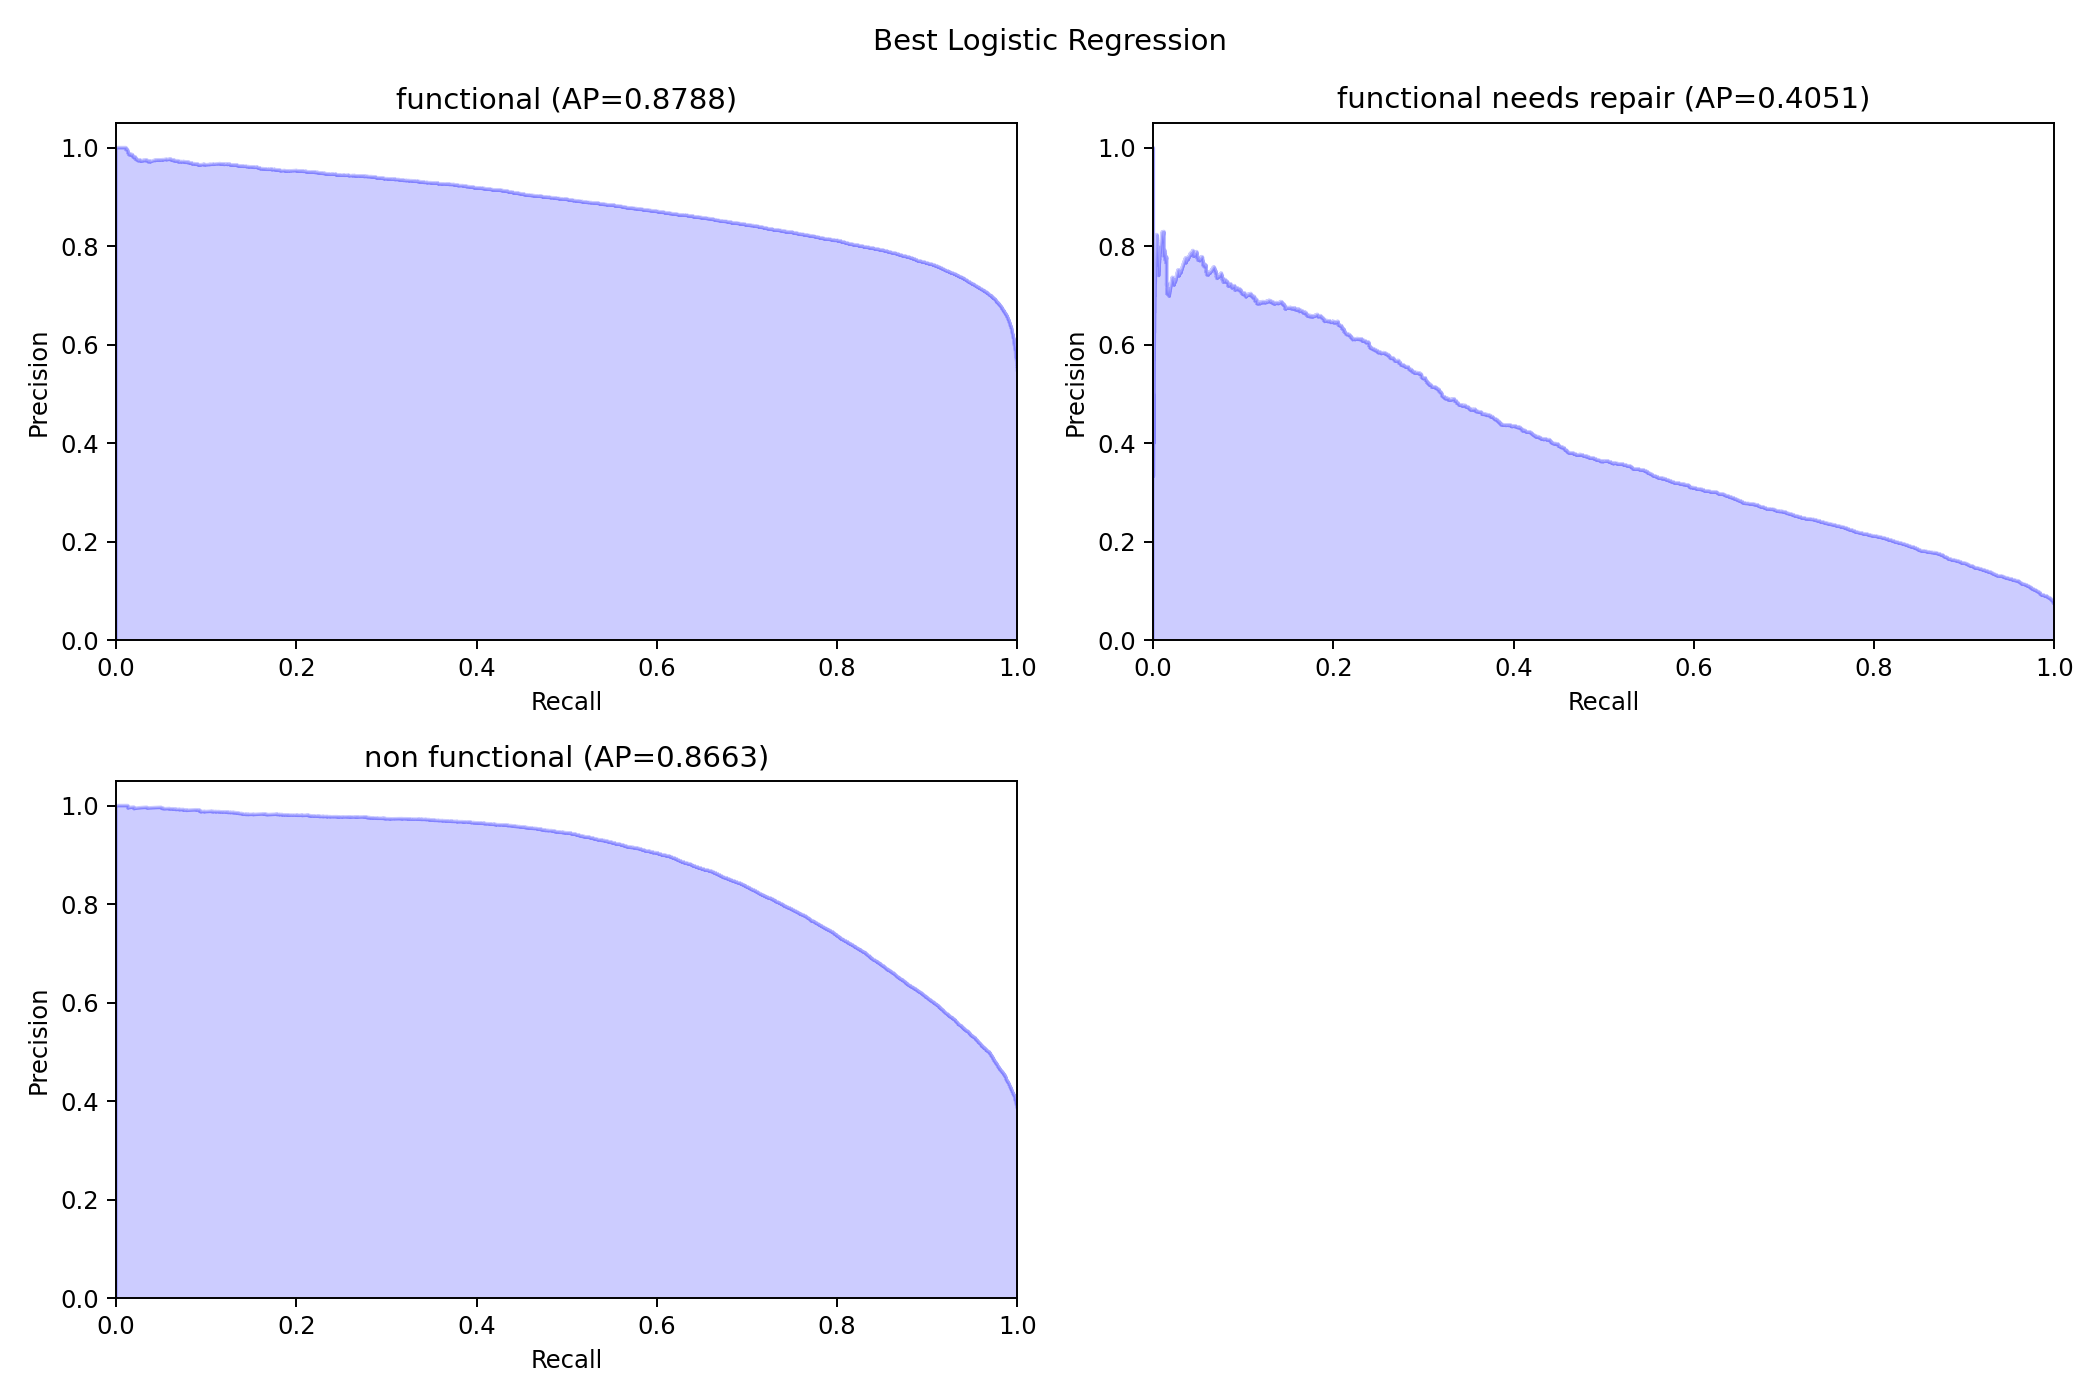 Best Logistic Regression
functional (AP=0.8788)
1.0
0.8
0.6
0.4
0.2
0.0
Precision
0.0 0.2 0.4 0.6 0.8 1.0
Recall
functional needs repair (AP=0.4051)
1.0
0.8
0.6
0.4
0.2
0.0
Precision
0.0 0.2 0.4 0.6 0.8 1.0
Recall
non functional (AP=0.8663)
1.0
0.8
0.6
0.4
0.2
0.0
Precision
0.0 0.2 0.4 0.6 0.8 1.0
Recall